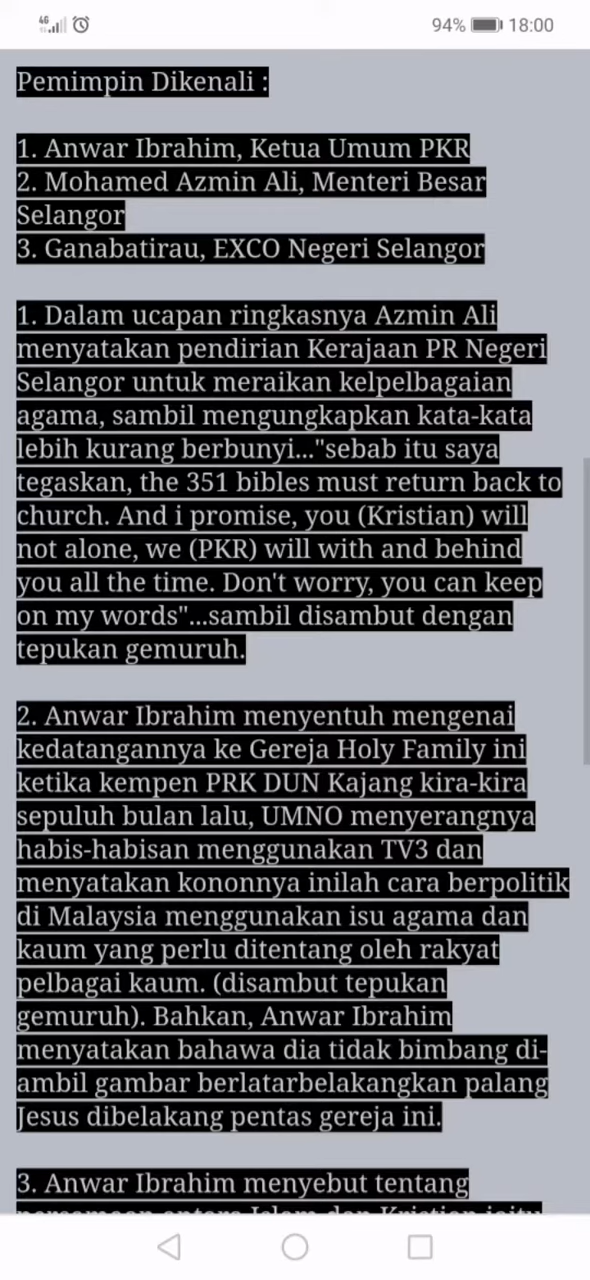 4G
94%
18:00
Pemimpin Dikenali :
1. Anwar Ibrahim, Ketua Umum PKR
2. Mohamed Azmin Ali, Menteri Besar
Selangor
3. Ganabatirau, EXCO Negeri Selangor
1. Dalam ucapan ringkasnya Azmin Ali
menyatakan pendirian Kerajaan PR Negeri
Selangor untuk meraikan kelpelbagaian
agama, sambil mengungkapkan kata-kata
lebih kurang berbunyi..."sebab itu saya
tegaskan, the 351 bibles must return back to
church. And i promise, you (Kristian) will
not alone, we (PKR) will with and behind
you all the time. Don't worry, you can keep
on my words"...sambil disambut dengan
tepukan gemuruh.
2. Anwar Ibrahim menyentuh mengenai
kedatangannya ke Gereja Holy Family ini
ketika kempen PRK DUN Kajang kira-kira
sepuluh bulan lalu, UMNO menyerangnya
habis-habisan menggunakan TV3 dan
menyatakan kononnya inilah cara berpolitik
di Malaysia menggunakan isu agama dan
kaum yang perlu ditentang oleh rakyat
pelbagai kaum. (disambut tepukan
gemuruh). Bahkan, Anwar Ibrahim
menyatakan bahawa dia tidak bimbang di-
ambil gambar berlatarbelakangkan palang
Jesus dibelakang pentas gereja ini.
3. Anwar Ibrahim menyebut tentang